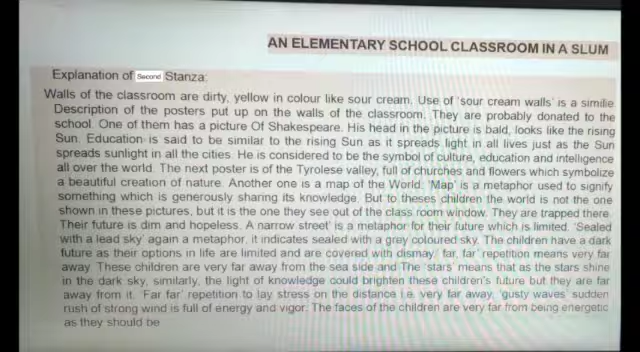 AN ELEMENTARY SCHOOL CLASSROOM IN A SLUM
Explanation of Second Stanza:
Walls of the classroom are dirty, yellow in colour like sour cream. Use of 'sour cream walls' is a similie.
Description of the posters put up on the walls of the classroom. They are probably donated to the
school. One of them has a picture Of Shakespeare. His head in the picture is bald, looks like the rising
Sun. Education is said to be similar to the rising Sun as it spreads light in all lives just as the Sun
spreads sunlight in all the cities. He is considered to be the symbol of culture, education and intelligence
all over the world. The next poster is of the Tyrolese valley, full of churches and flowers which symbolize
a beautiful creation of nature. Another one is a map of the World. 'Map' is a metaphor used to signify
something which is generously sharing its knowledge. But to theses children the world is not the one
shown in these pictures, but it is the one they see out of the class room window. They are trapped there.
Their future is dim and hopeless. A narrow street' is a metaphor for their future which is limited. 'Sealed
with a lead sky' again a metaphor, it indicates sealed with a grey coloured sky. The children have a dark
future as their options in life are limited and are covered with dismay. far, far' repetition means very far
away. These children are very far away from the sea side and The 'stars' means that as the stars shine
in the dark sky, similarly, the light of knowledge could brighten these children's future but they are far
away from it. 'Far far' repetition to lay stress on the distance i.e. very far away, 'gusty waves' sudden
rush of strong wind is full of energy and vigor. The faces of the children are very far from being energetic
as they should be